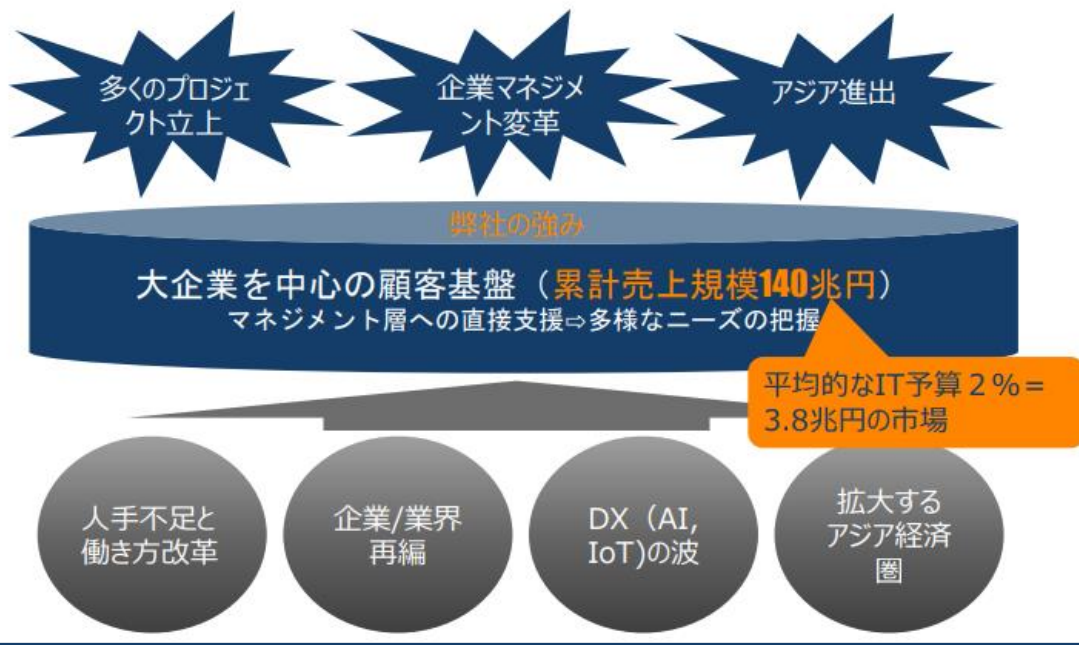 多くのプロジェ
クト立上
企業マネジメ
ント変革
アジア進出
弊社の強み
大企業を中心の顧客基盤（累計売上規模140兆円）
マネジメント層への直接支援⇨多様なニーズの把握
平均的なIT予算２％＝
3.8兆円の市場
人手不足と
働き方改革
企業/業界
再編
DX（AI,
IoT)の波
拡大する
アジア経済
圏